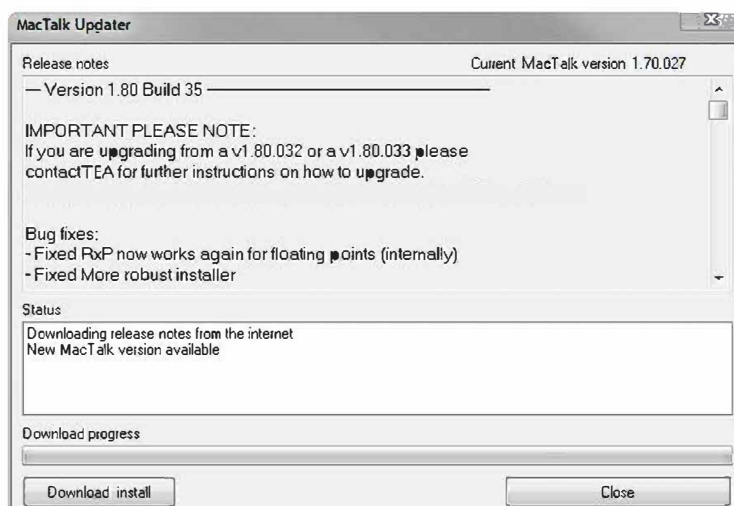 MacTalk Updater
Release notes
Current MacTalk version 1.70.027
— Version 1.80 Build 35 —
IMPORTANT PLEASE NOTE:
If you are upgrading from a v1.80.032 or a v1.80.033 please
contactTEA for further instructions on how to upgrade.
Bug fixes:
- Fixed RxP now works again for floating points (internally)
- Fixed More robust installer
Status
Downloading release notes from the internet
New MacTalk version available
Download progress
Download install
Close